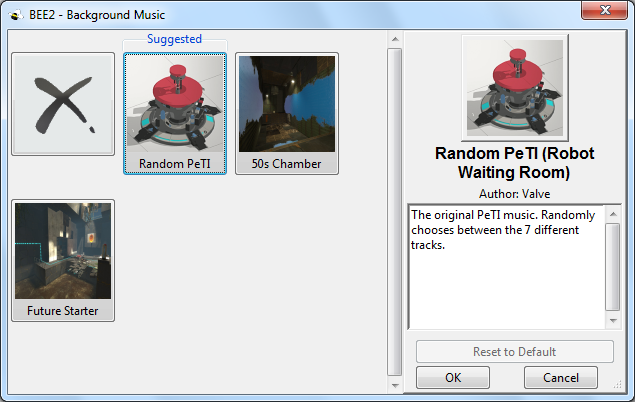 BEE2 - Background Music
Suggested
Random PeTI
50s Chamber
Future Starter
Random PeTI (Robot
Waiting Room)
Author: Valve
The original PeTI music. Randomly
chooses between the 7 different
tracks.
Reset to Default
OK
Cancel